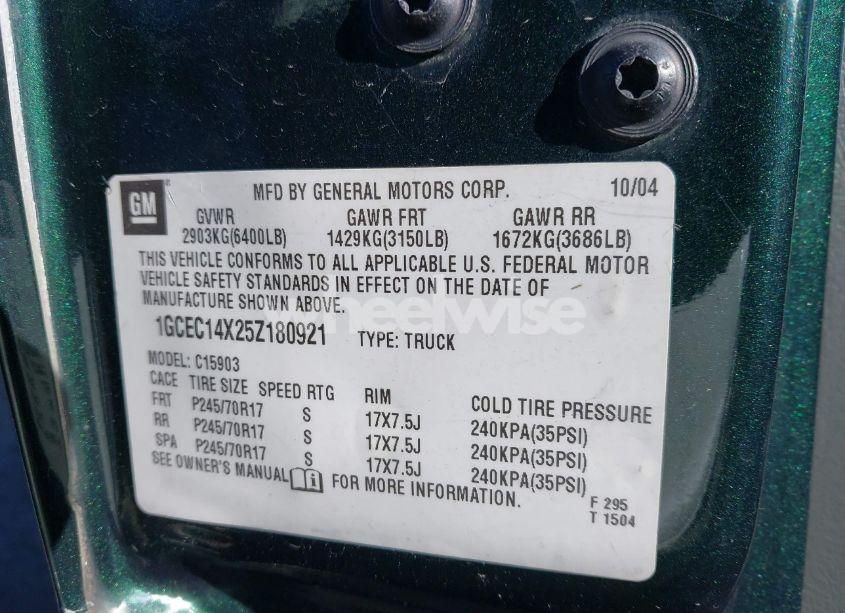 GM
MFD BY GENERAL MOTORS CORP. 10/04
GVWR GAWR FRT GAWR RR
2903KG(6400LB) 1429KG(3150LB) 1672KG(3686LB)
THIS VEHICLE CONFORMS TO ALL APPLICABLE U.S. FEDERAL MOTOR
VEHICLE SAFETY STANDARDS IN EFFECT ON THE DATE OF
MANUFACTURE SHOWN ABOVE.
wheelwise
1GCEC14X25Z180921 TYPE: TRUCK
MODEL: C15903
CACE TIRE SIZE SPEED RTG RIM COLD TIRE PRESSURE
FRT P245/70R17 S 17X7.5J 240KPA(35PSI)
RR P245/70R17 S 17X7.5J 240KPA(35PSI)
SPA P245/70R17 S 17X7.5J 240KPA(35PSI)
SEE OWNER'S MANUAL i FOR MORE INFORMATION.
F 295
T 1504